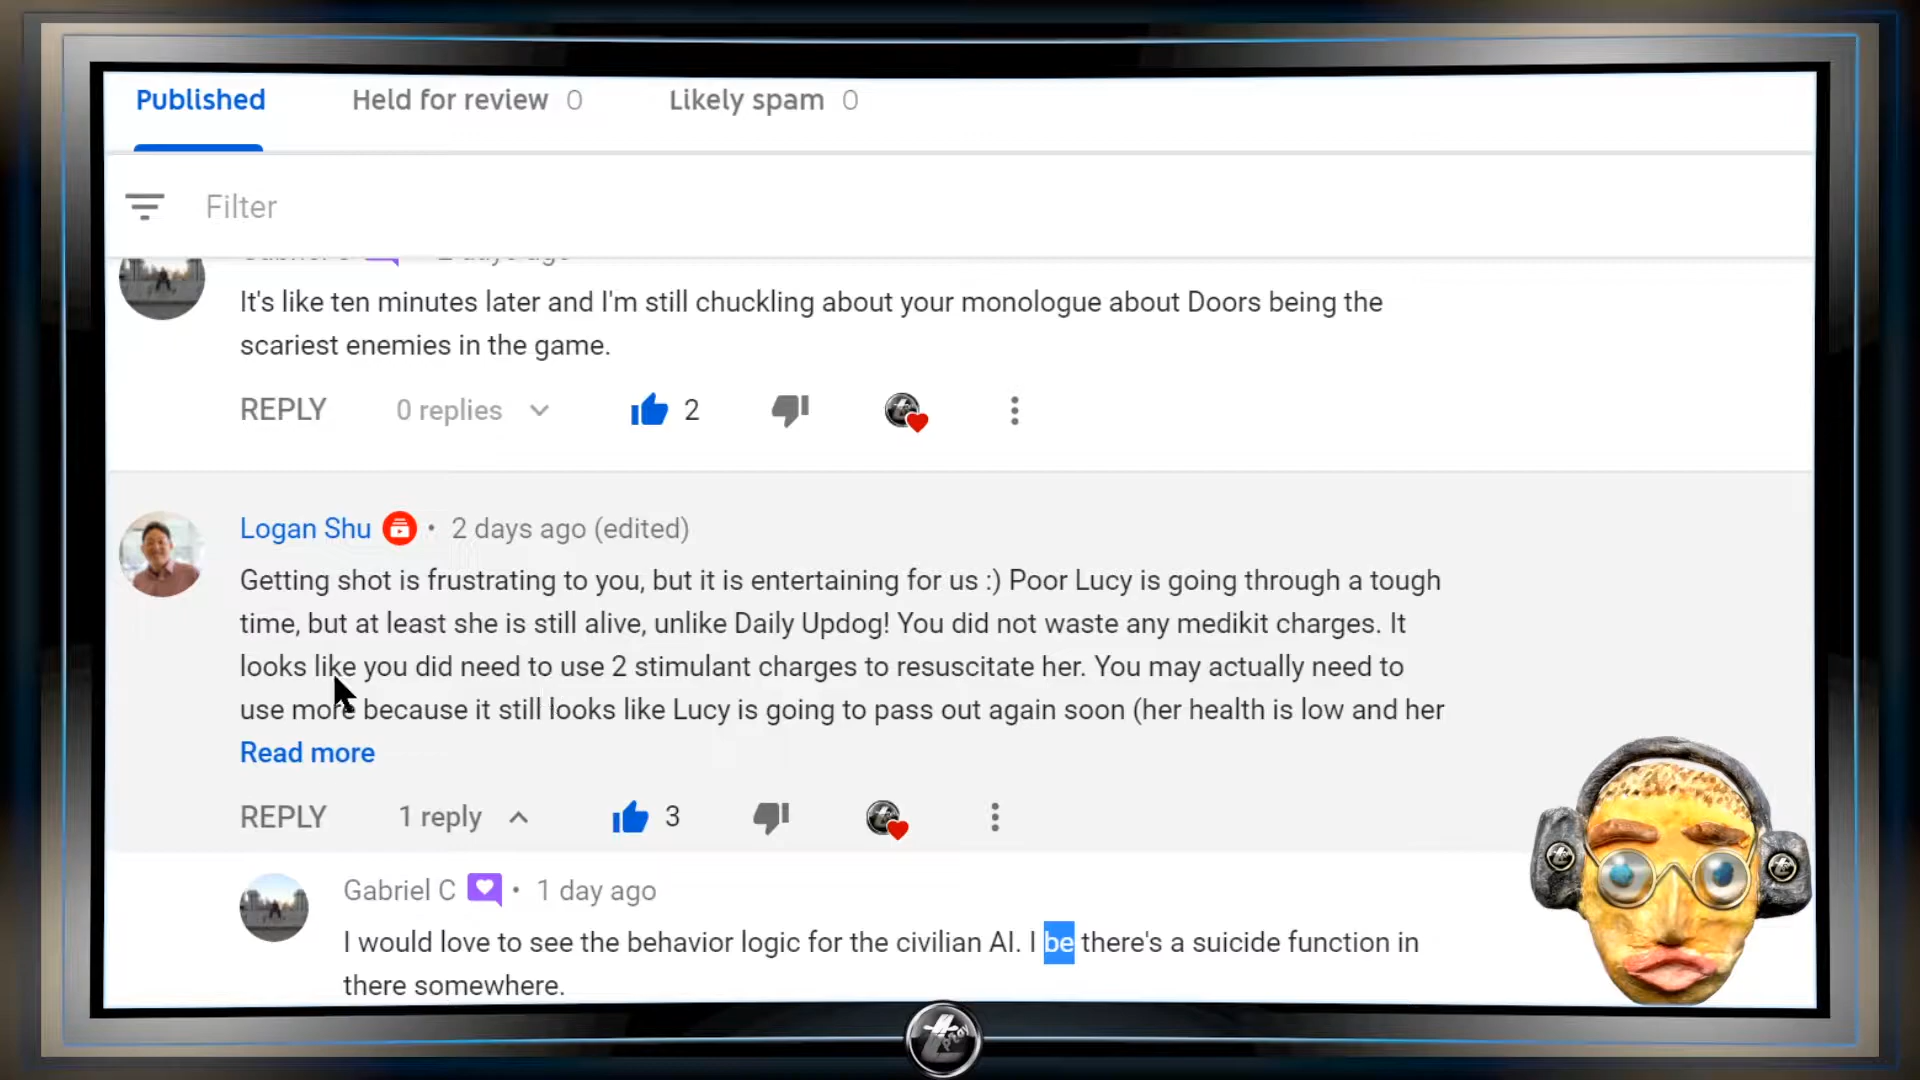 Published Held for review 0 Likely spam 0
Filter
2 days ago
It's like ten minutes later and I'm still chuckling about your monologue about Doors being the
scariest enemies in the game.
REPLY 0 replies 2
Logan Shu • 2 days ago (edited)
Getting shot is frustrating to you, but it is entertaining for us :) Poor Lucy is going through a tough
time, but at least she is still alive, unlike Daily Updog! You did not waste any medikit charges. It
looks like you did need to use 2 stimulant charges to resuscitate her. You may actually need to
use more because it still looks like Lucy is going to pass out again soon (her health is low and her
Read more
REPLY 1 reply 3
Gabriel C • 1 day ago
I would love to see the behavior logic for the civilian AI. I be there's a suicide function in
there somewhere.